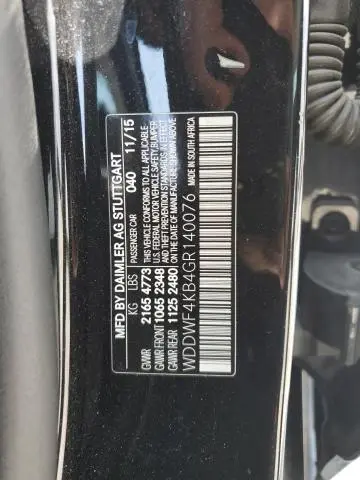 MFD BY DAIMLER AG STUTTGART
PASSENGER CAR 040 11/15
KG LBS
GVWR 2165 4773
GAWR FRONT 1065 2348
GAWR REAR 1125 2480
THIS VEHICLE CONFORMS TO ALL APPLICABLE
U.S. FEDERAL MOTOR VEHICLE SAFETY, BUMPER
& THEFT PREVENTION STANDARDS IN EFFECT ON THE DATE OF
MANUFACTURE SHOWN ABOVE
WDDWF4KB4GR140076
MADE IN SOUTH AFRICA